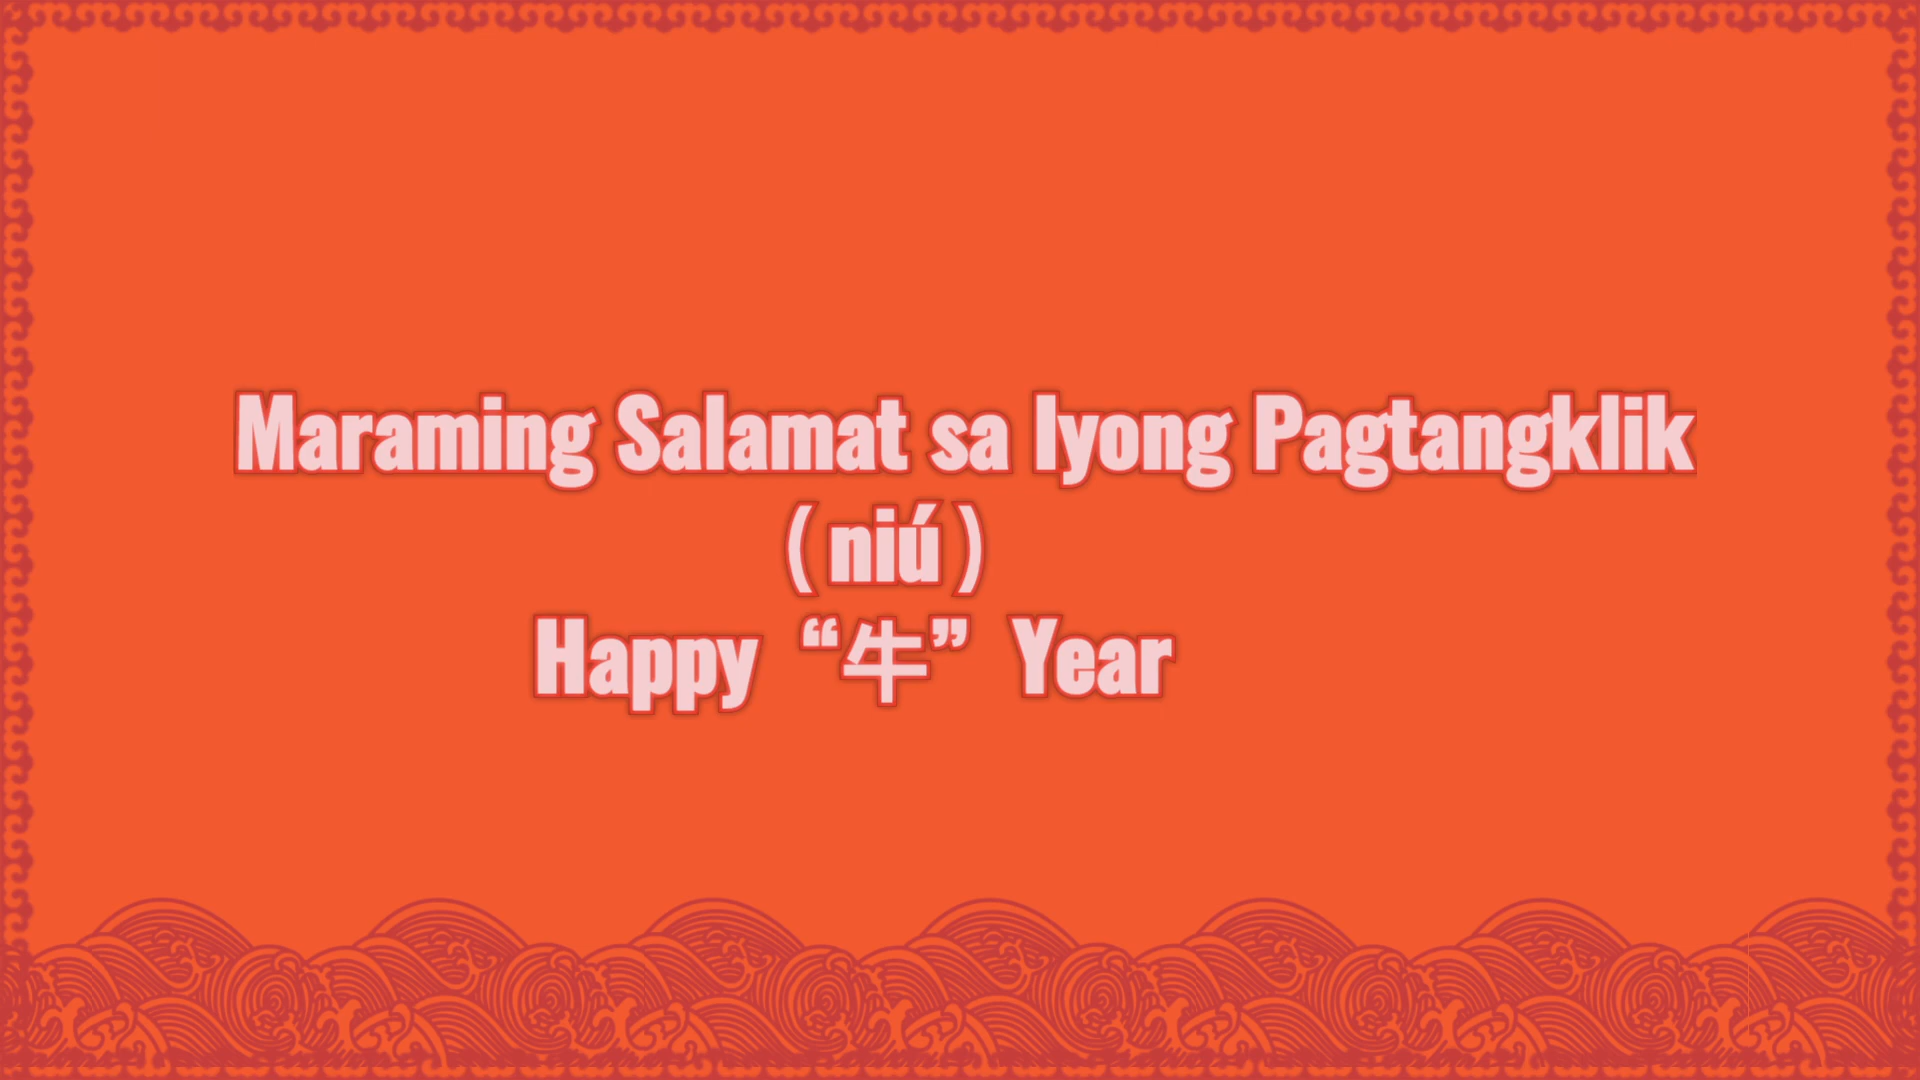 Maraming Salamat sa Iyong Pagtangklik
( niú )
Happy “牛” Year